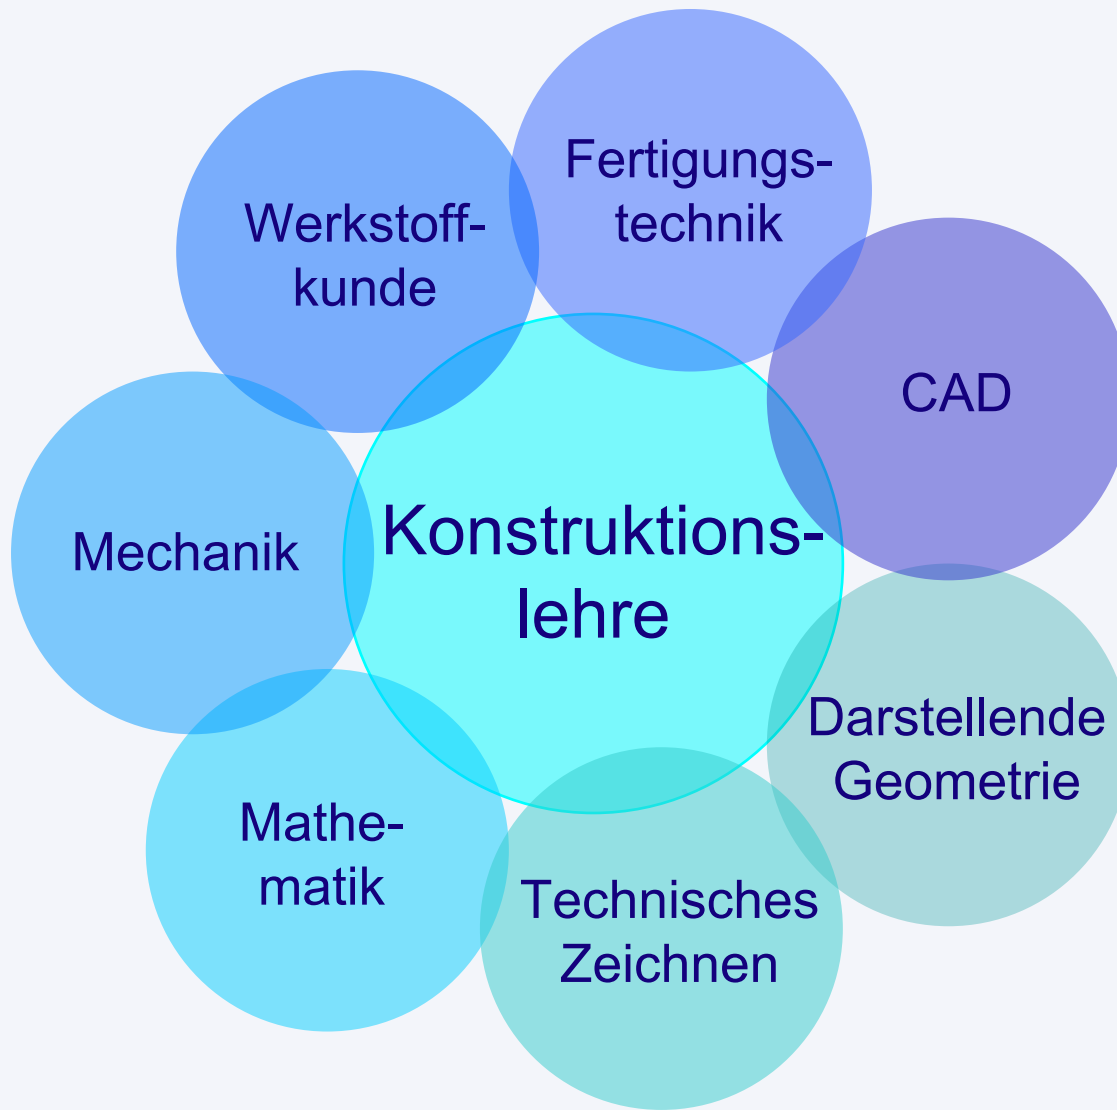 Fertigungs-
technik
Werkstoff-
kunde
CAD
Mechanik
Konstruktions-
lehre
Darstellende
Geometrie
Mathe-
matik
Technisches
Zeichnen